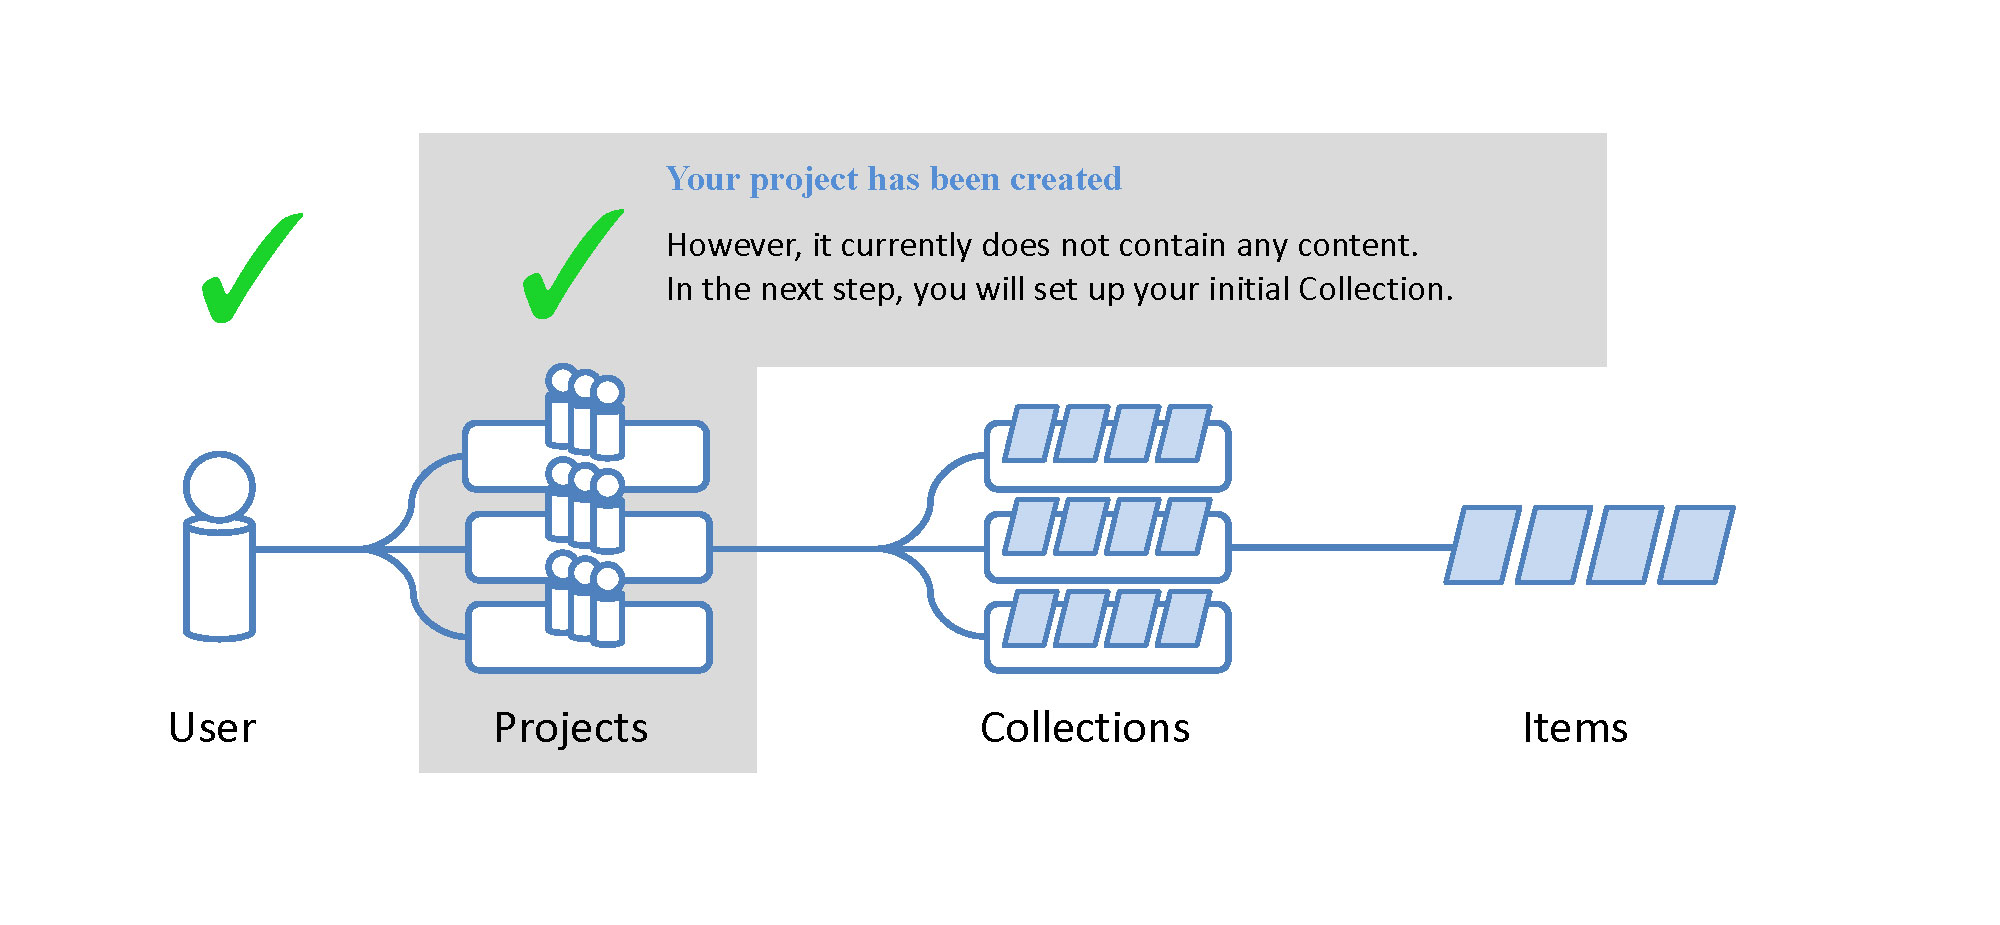 Your project has been created
However, it currently does not contain any content.
In the next step, you will set up your initial Collection.
User
Projects
Collections
Items